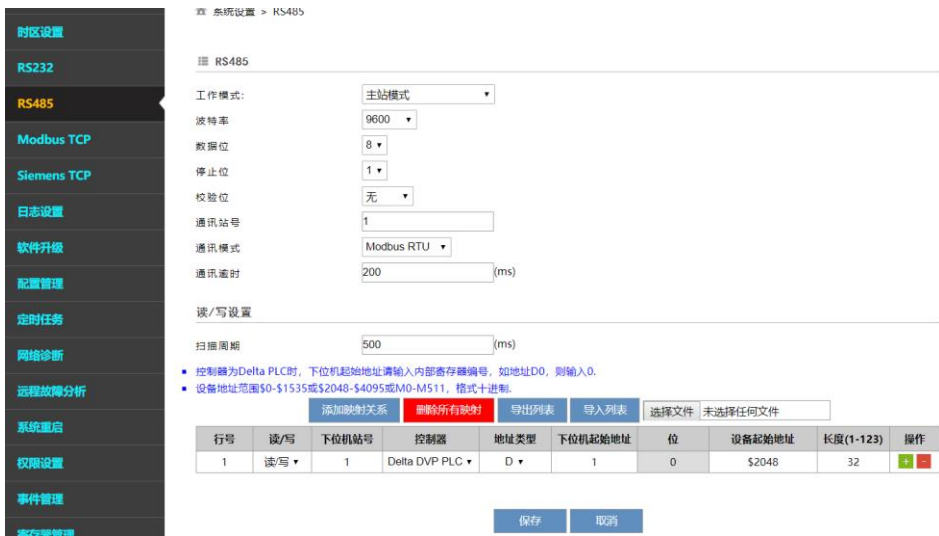 系统设置 > RS485
时区设置
RS232
RS485
Modbus TCP
Siemens TCP
日志设置
软件升级
配置管理
定时任务
网络诊断
远程故障分析
系统重启
权限设置
事件管理
寄存器管理
RS485
工作模式: 主站模式
波特率 9600
数据位 8
停止位 1
校验位 无
通讯站号 1
通讯模式 Modbus RTU
通讯逾时 200 (ms)
读/写设置
扫描周期 500 (ms)
控制器为Delta PLC时，下位机起始地址请输入内部寄存器编号，如地址D0，则输入0.
设备地址范围$0-$1535或$2048-$4095或M0-M511，格式十进制.
添加映射关系 删除所有映射 导出列表 导入列表 选择文件 未选择任何文件
行号 读/写 下位机站号 控制器 地址类型 下位机起始地址 位 设备起始地址 长度(1-123) 操作
1 读/写 1 Delta DVP PLC D 1 0 $2048 32 + -
保存 取消